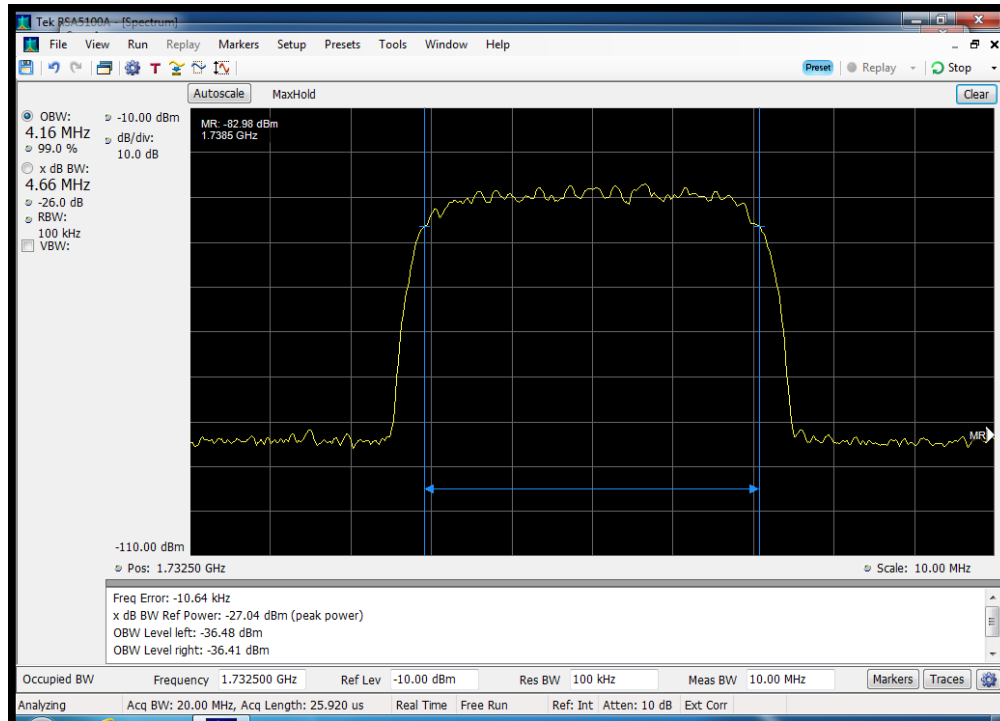 Tek RSA5100A - [Spectrum]
File View Run Replay Markers Setup Presets Tools Window Help
T Preset Replay Stop
Autoscale MaxHold Clear
OBW: -10.00 dBm
4.16 MHz dB/div:
99.0 % 10.0 dB
x dB BW:
4.66 MHz
-26.0 dB
RBW:
100 kHz
VBW:
MR: -82.98 dBm
1.7385 GHz
MR
-110.00 dBm
Pos: 1.73250 GHz Scale: 10.00 MHz
Freq Error: -10.64 kHz
x dB BW Ref Power: -27.04 dBm (peak power)
OBW Level left: -36.48 dBm
OBW Level right: -36.41 dBm
Occupied BW Frequency 1.732500 GHz Ref Lev -10.00 dBm Res BW 100 kHz Meas BW 10.00 MHz Markers Traces
Analyzing Acq BW: 20.00 MHz, Acq Length: 25.920 us Real Time Free Run Ref: Int Atten: 10 dB Ext Corr